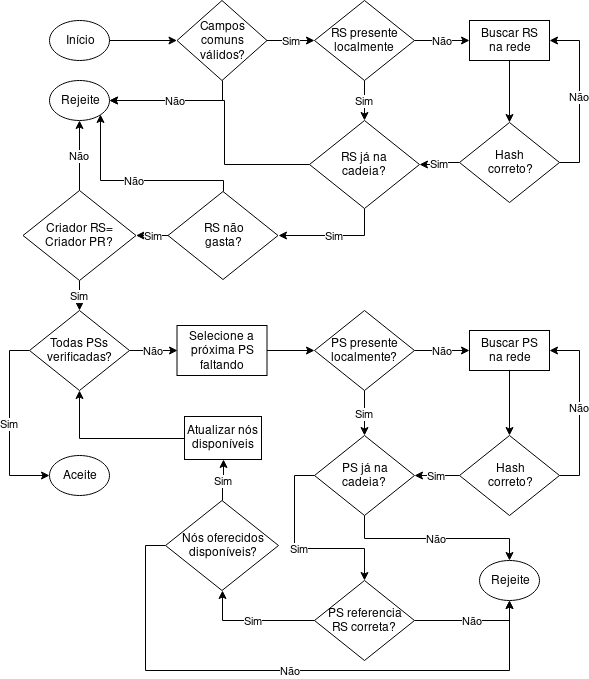 Início
Campos
comuns
válidos?
Sim
RS presente
localmente
Não
Buscar RS
na rede
Rejeite
Não
Sim
Não
RS já na
cadeia?
Sim
Hash
correto?
Não
Não
Criador RS=
Criador PR?
Sim
RS não
gasta?
Sim
Sim
Todas PSs
verificadas?
Não
Selecione a
próxima PS
faltando
PS presente
localmente?
Não
Buscar PS
na rede
Sim
Sim
Não
Atualizar nós
disponíveis
Aceite
Sim
PS já na
cadeia?
Sim
Hash
correto?
Nós oferecidos
disponíveis?
Sim
Não
Rejeite
Sim
PS referencia
RS correta?
Não
Não